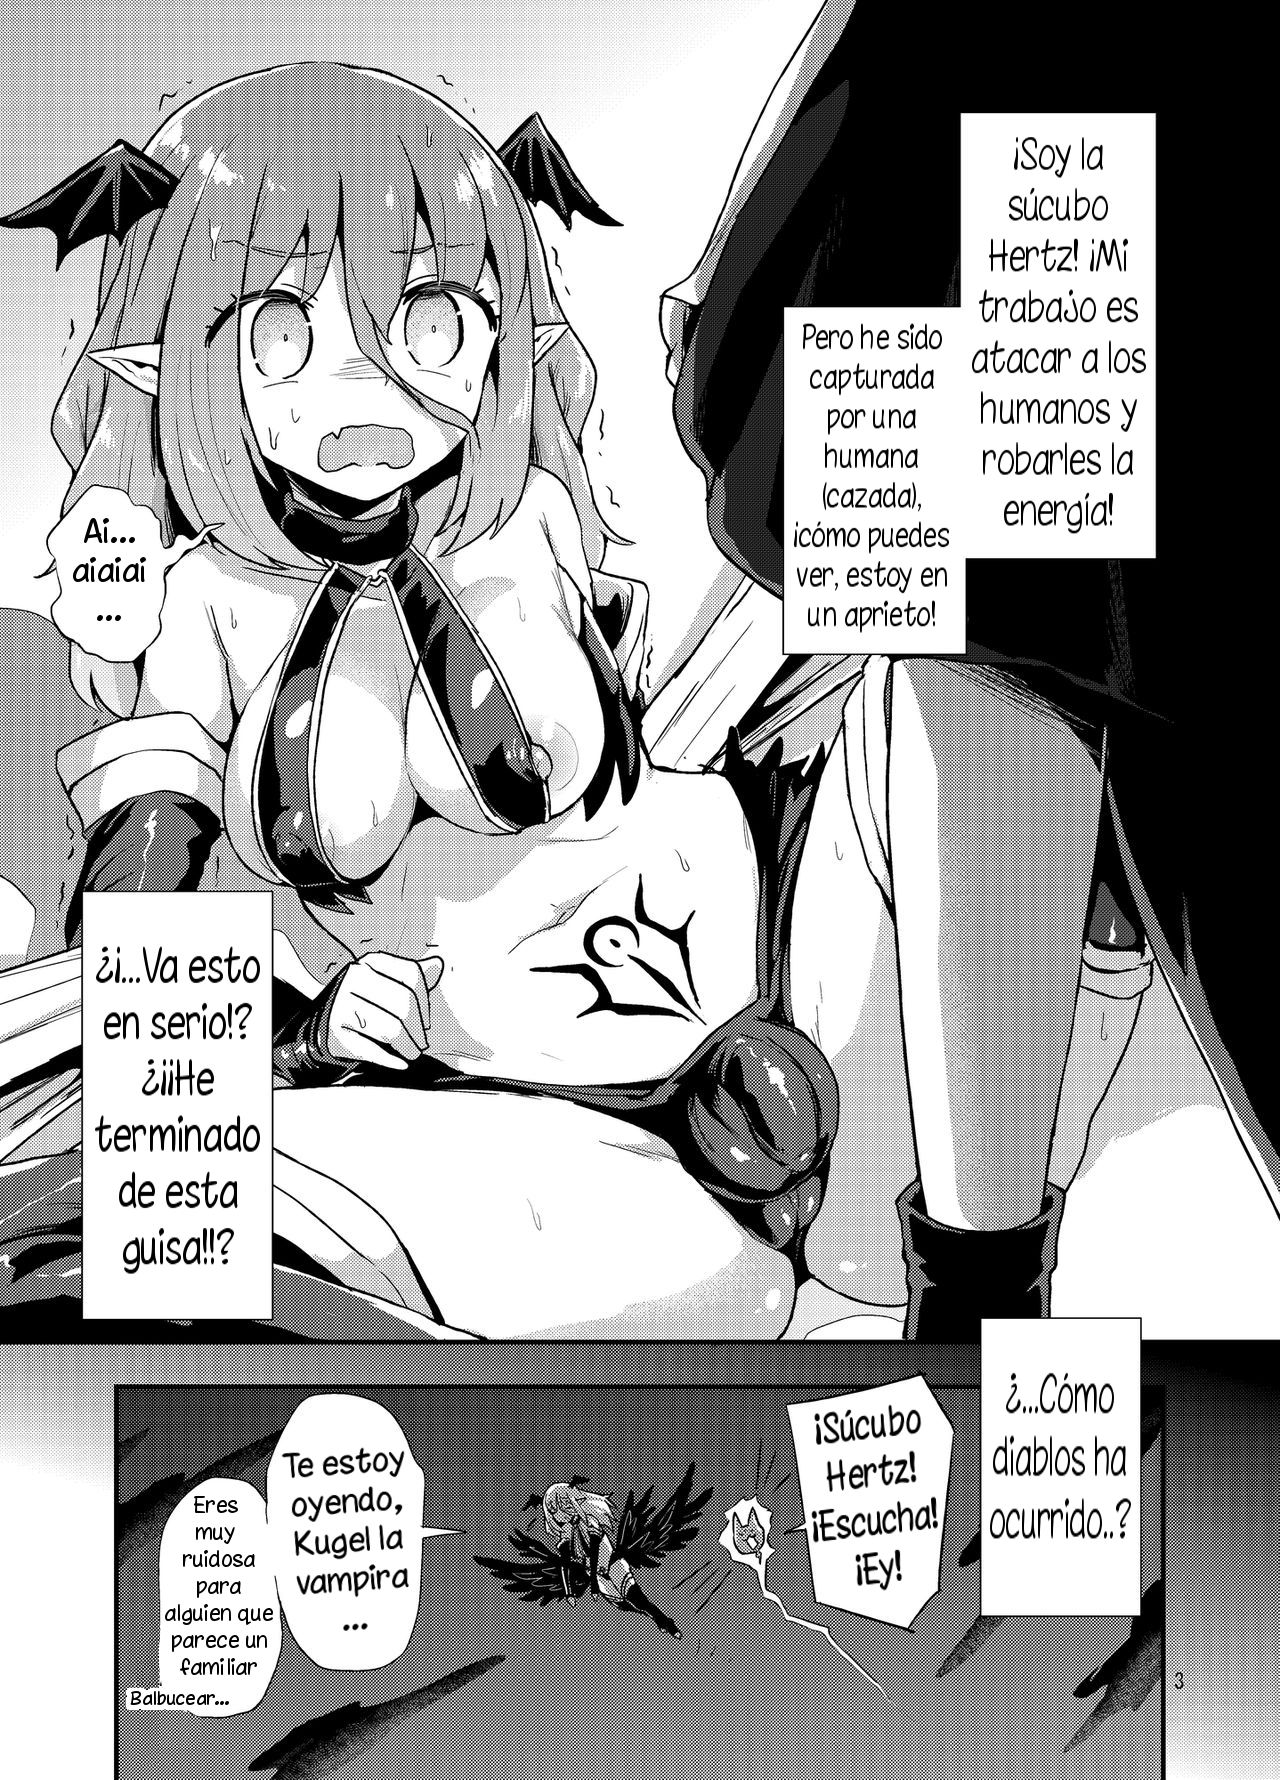 ¡Soy la
súcubo
Hertz! ¡Mi
trabajo es
atacar a los
humanos y
robarles la
energía!
Pero he sido
capturada
por una
humana
(cazada),
¡cómo puedes
ver, estoy en
un aprieto!
Ai...
aiaiai
...
¿¡...Va esto
en serio!?
¿¡¡He
terminado
de esta
guisa!!?
¿...Cómo
diablos ha
ocurrido..?
¡Súcubo
Hertz!
¡Escucha!
¡Ey!
Te estoy
oyendo,
Kugel la
vampira
...
Eres
muy
ruidosa
para
alguien que
parece un
familiar
Balbucear...
3